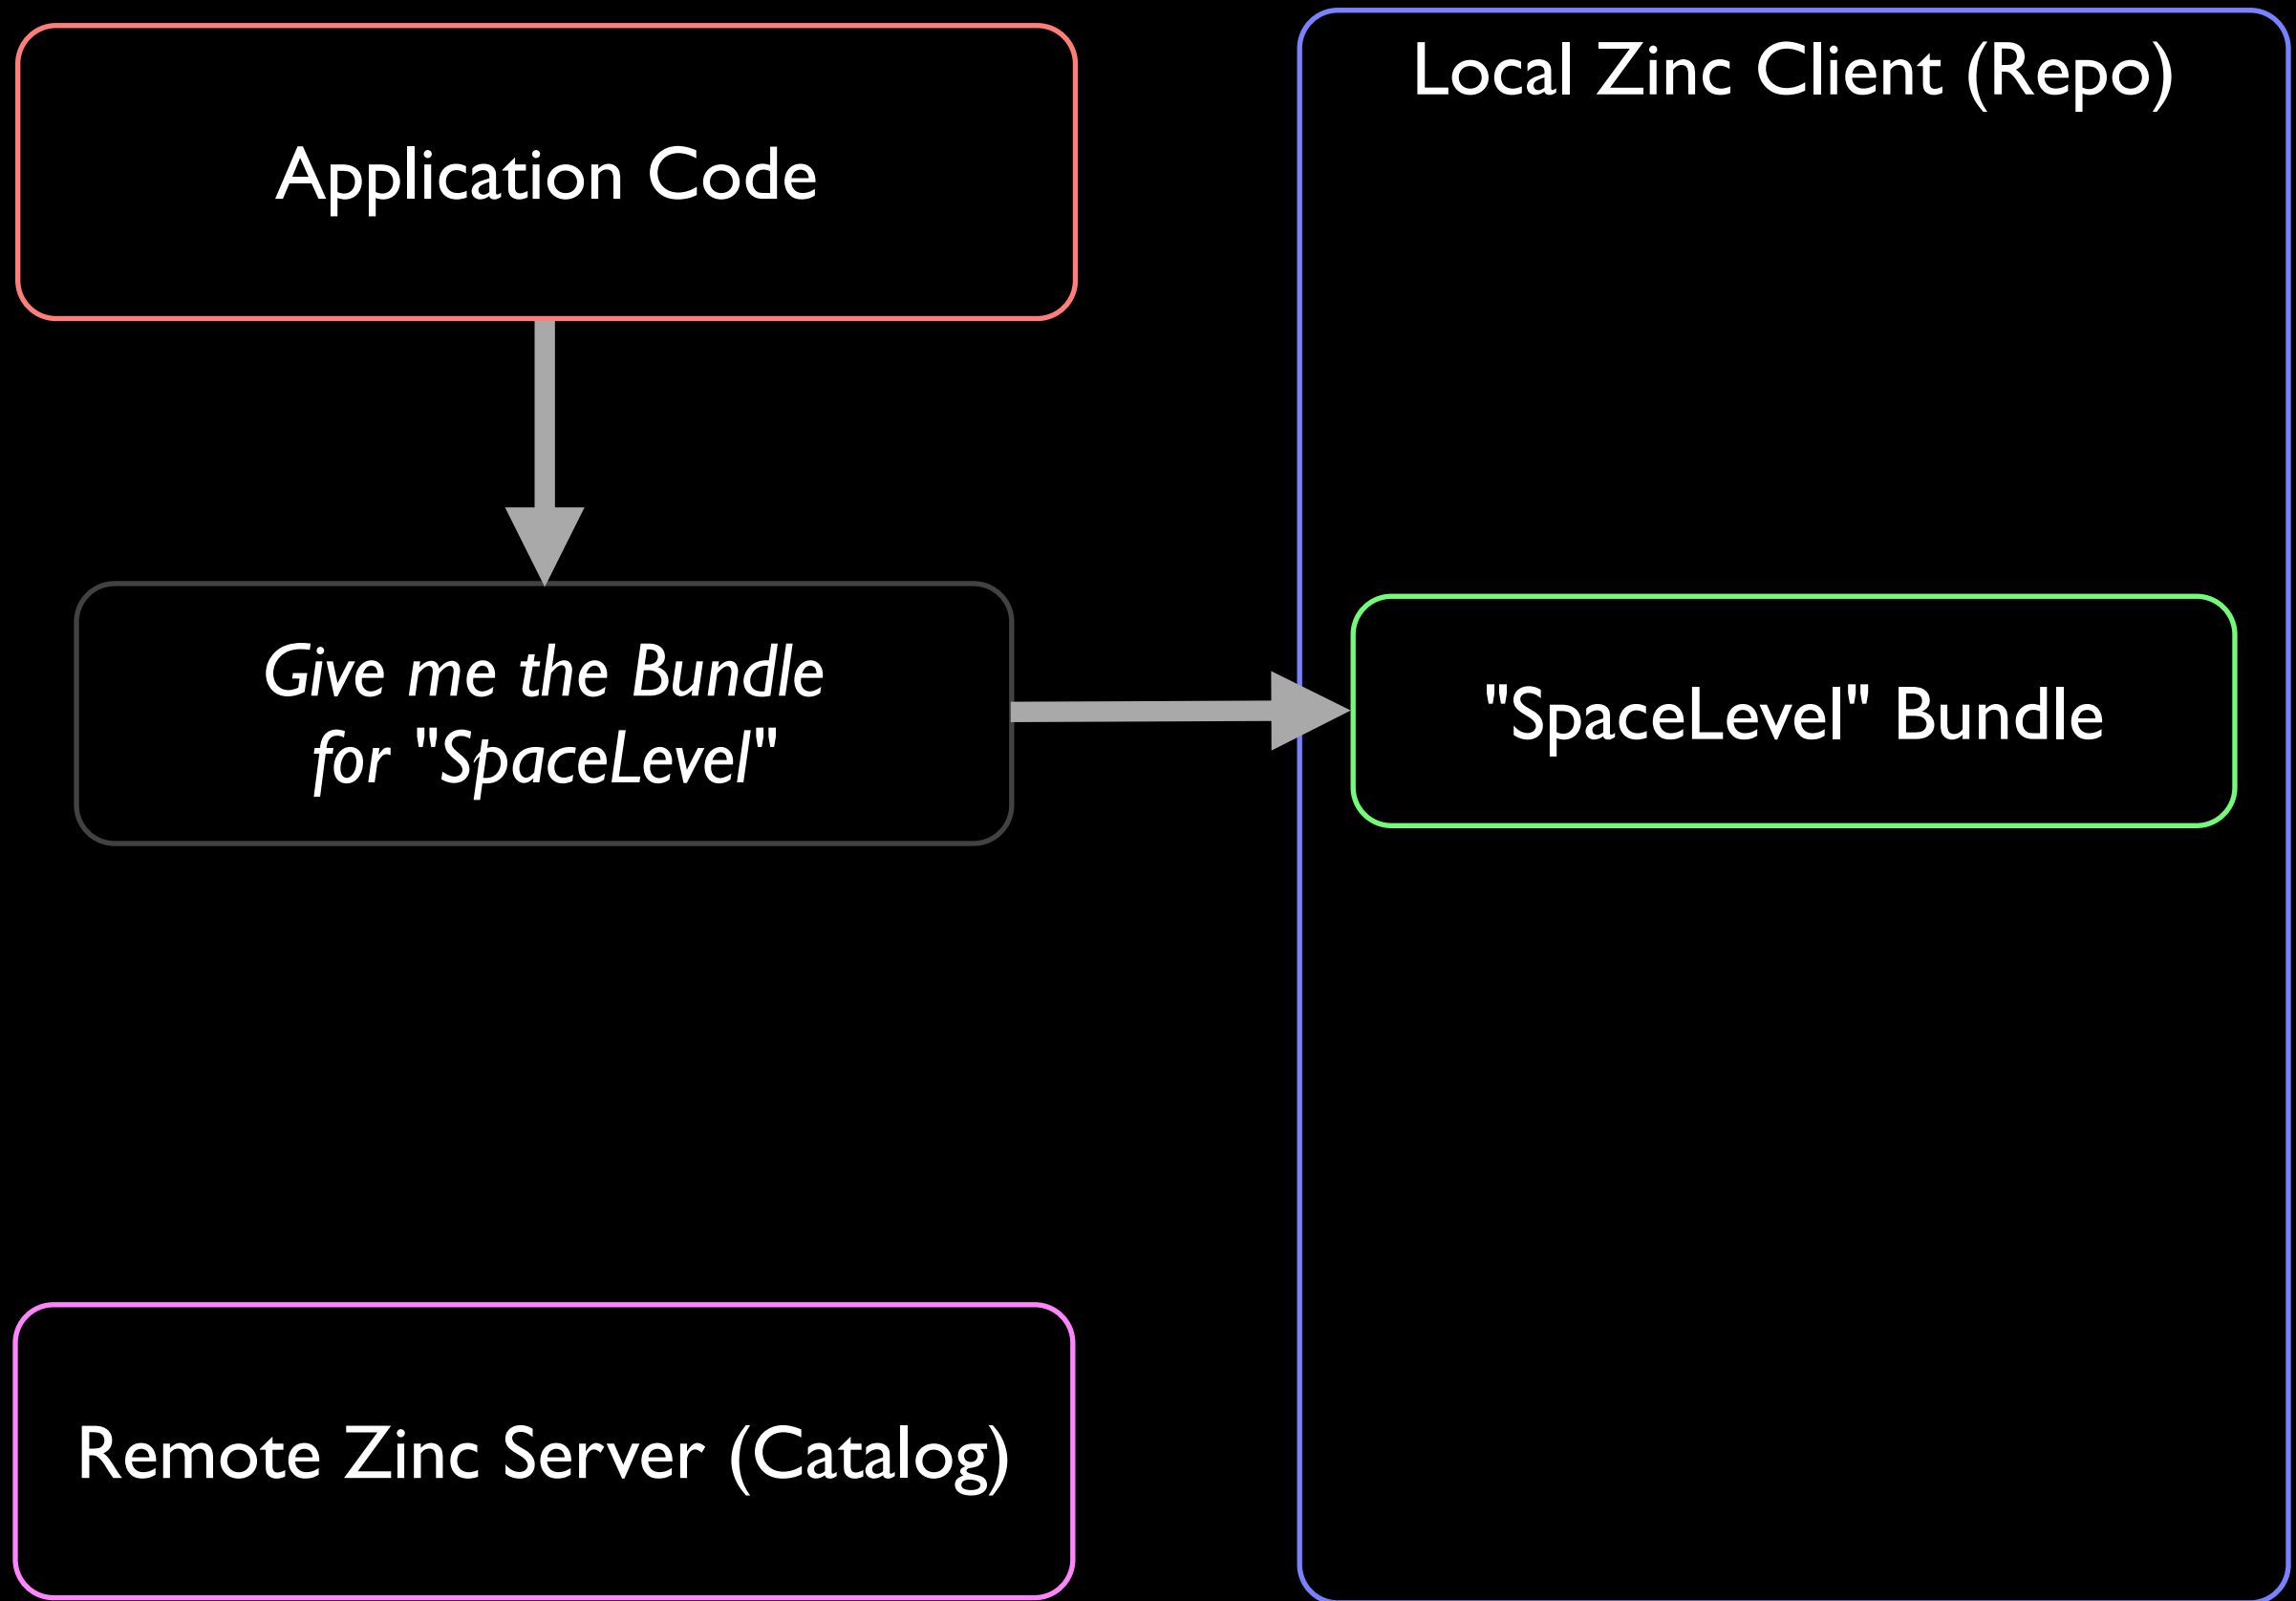 Application Code
Local Zinc Client (Repo)
Give me the Bundle
for "SpaceLevel"
"SpaceLevel" Bundle
Remote Zinc Server (Catalog)